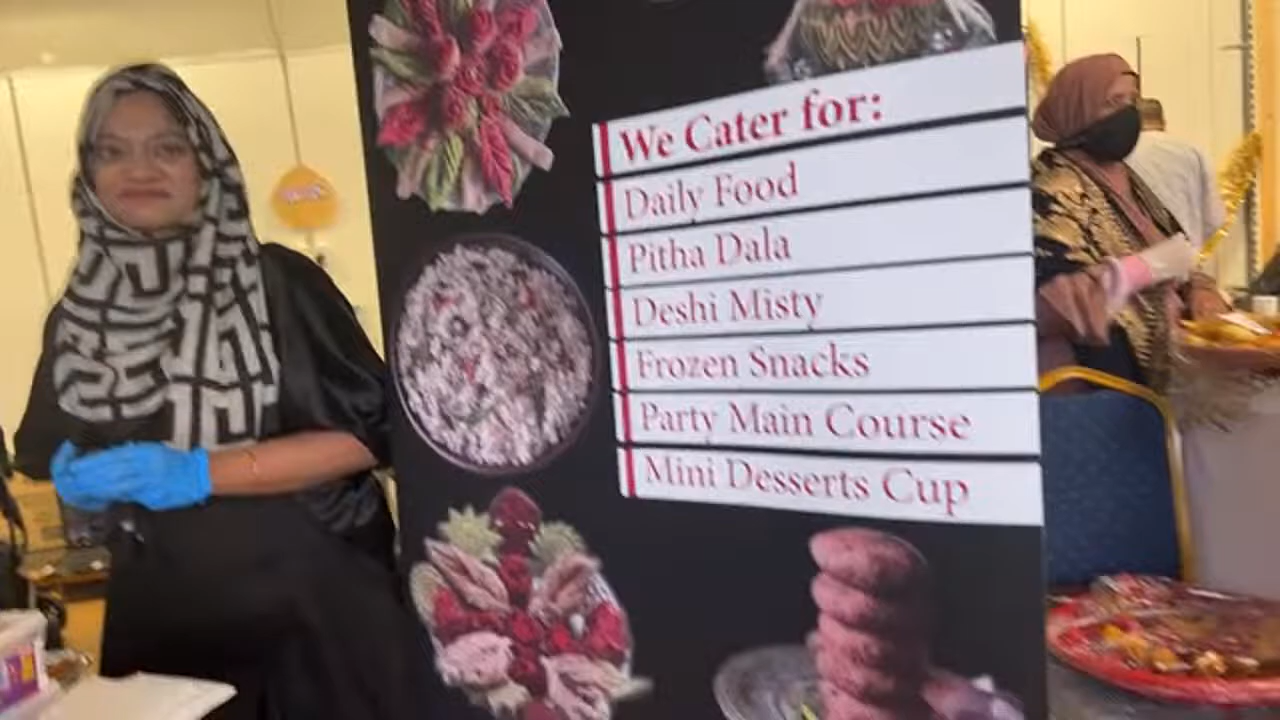 We Cater for:
Daily Food
Pitha Dala
Deshi Misty
Frozen Snacks
Party Main Course
Mini Desserts Cup